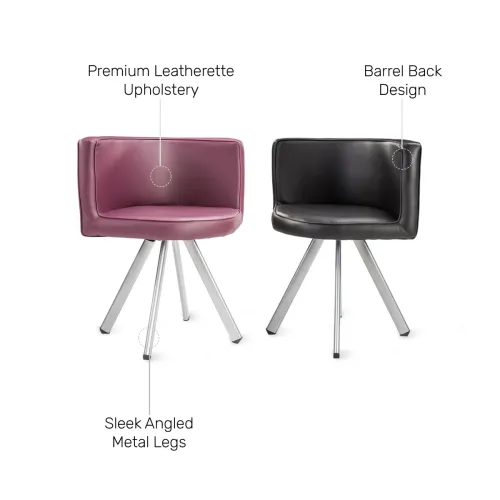 Premium Leatherette
Upholstery
Barrel Back
Design
Sleek Angled
Metal Legs